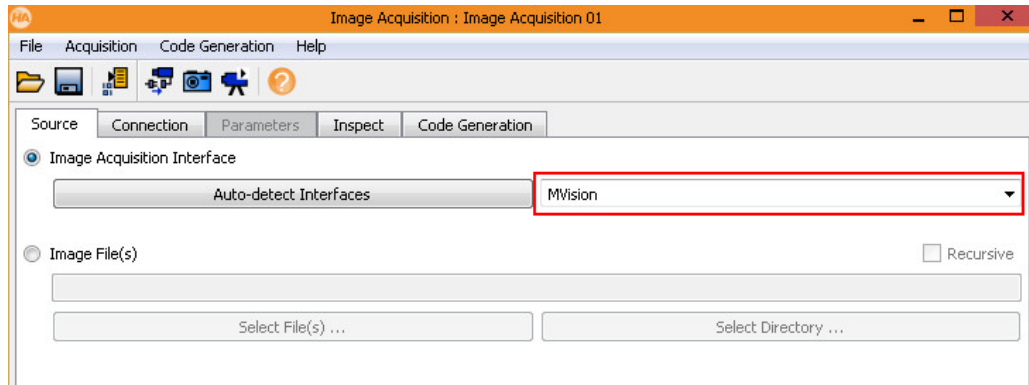 HA Image Acquisition : Image Acquisition 01
File Acquisition Code Generation Help
Source Connection Parameters Inspect Code Generation
Image Acquisition Interface
Auto-detect Interfaces MVision
Image File(s) Recursive
Select File(s) ... Select Directory ...